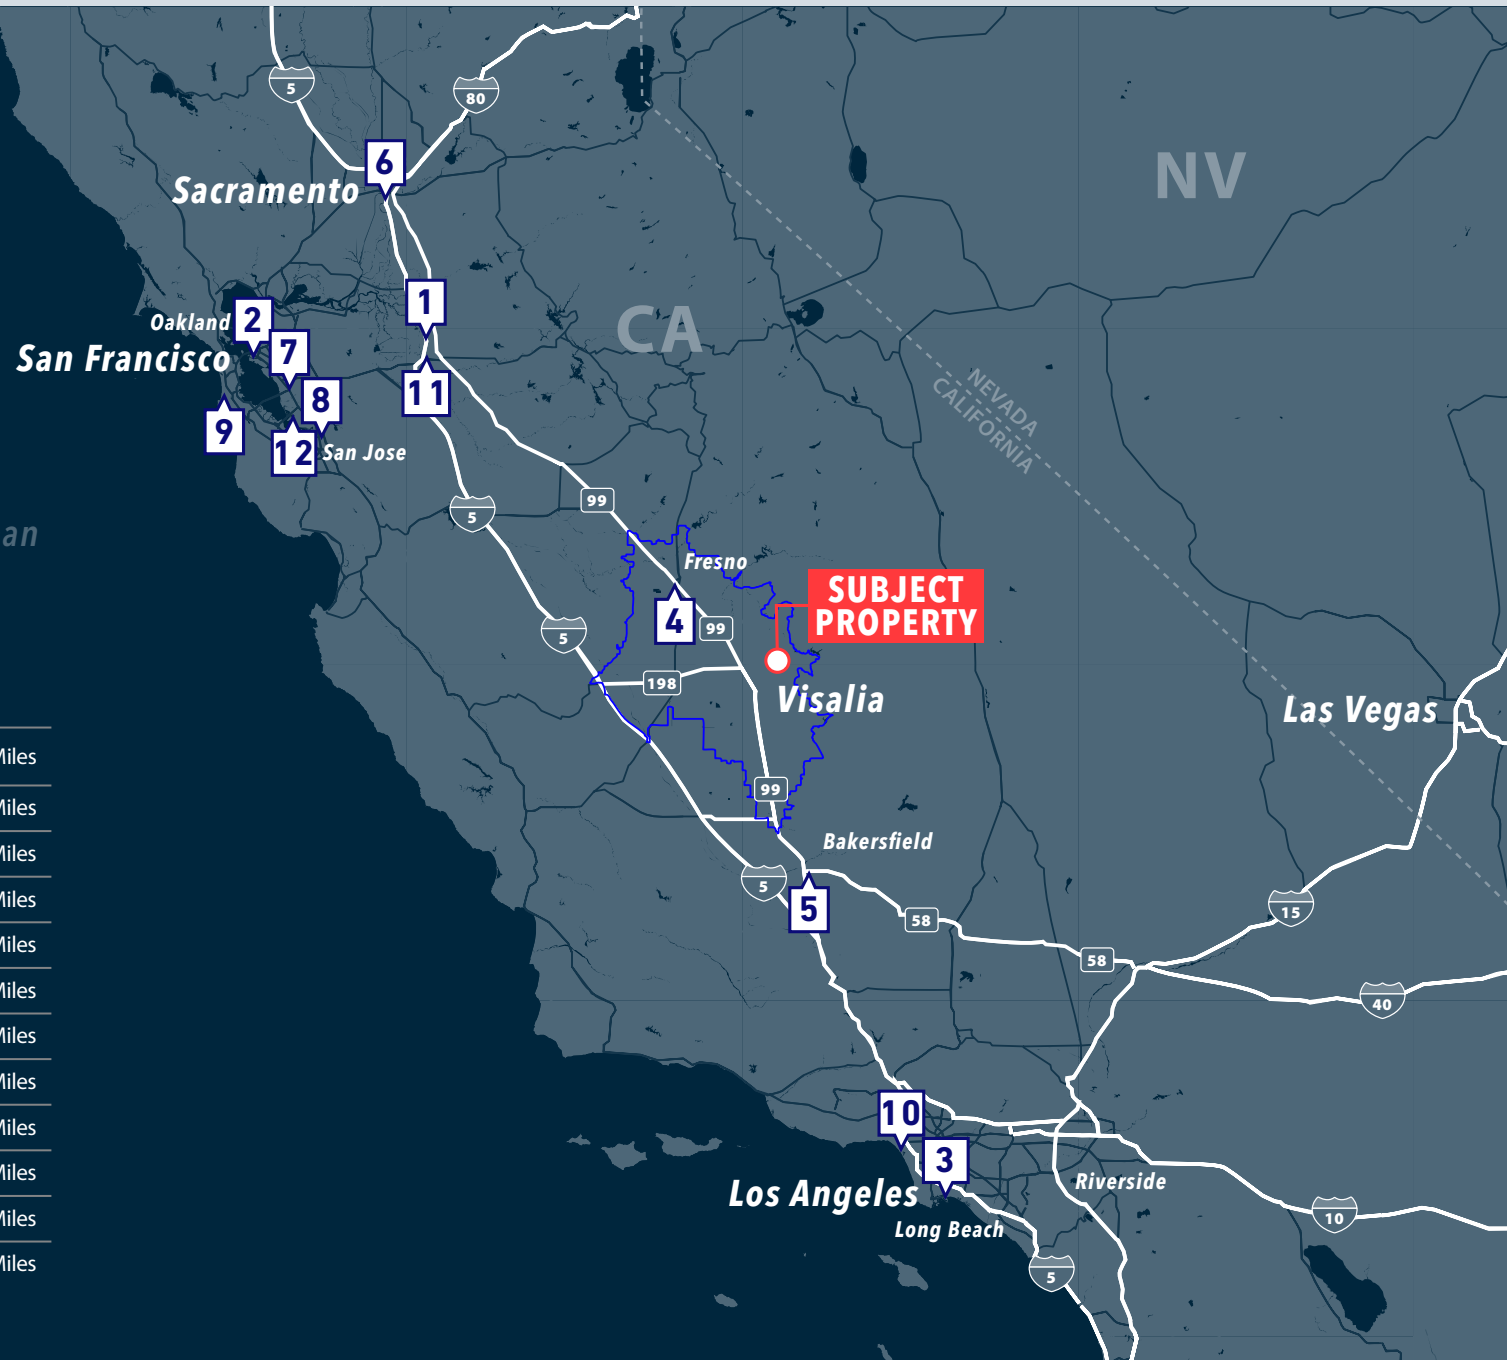 5
80
6
Sacramento
NV
1
Oakland
2
CA
7
San Francisco
NEVADA
CALIFORNIA
11
8
9
12
San Jose
99
5
an
Fresno
SUBJECT
PROPERTY
4
99
5
198
Visalia
Las Vegas
Miles
99
Miles
Bakersfield
Miles
5
Miles
5
58
15
Miles
58
Miles
40
Miles
Miles
10
Miles
3
Miles
Riverside
Los Angeles
Miles
10
Long Beach
Miles
5